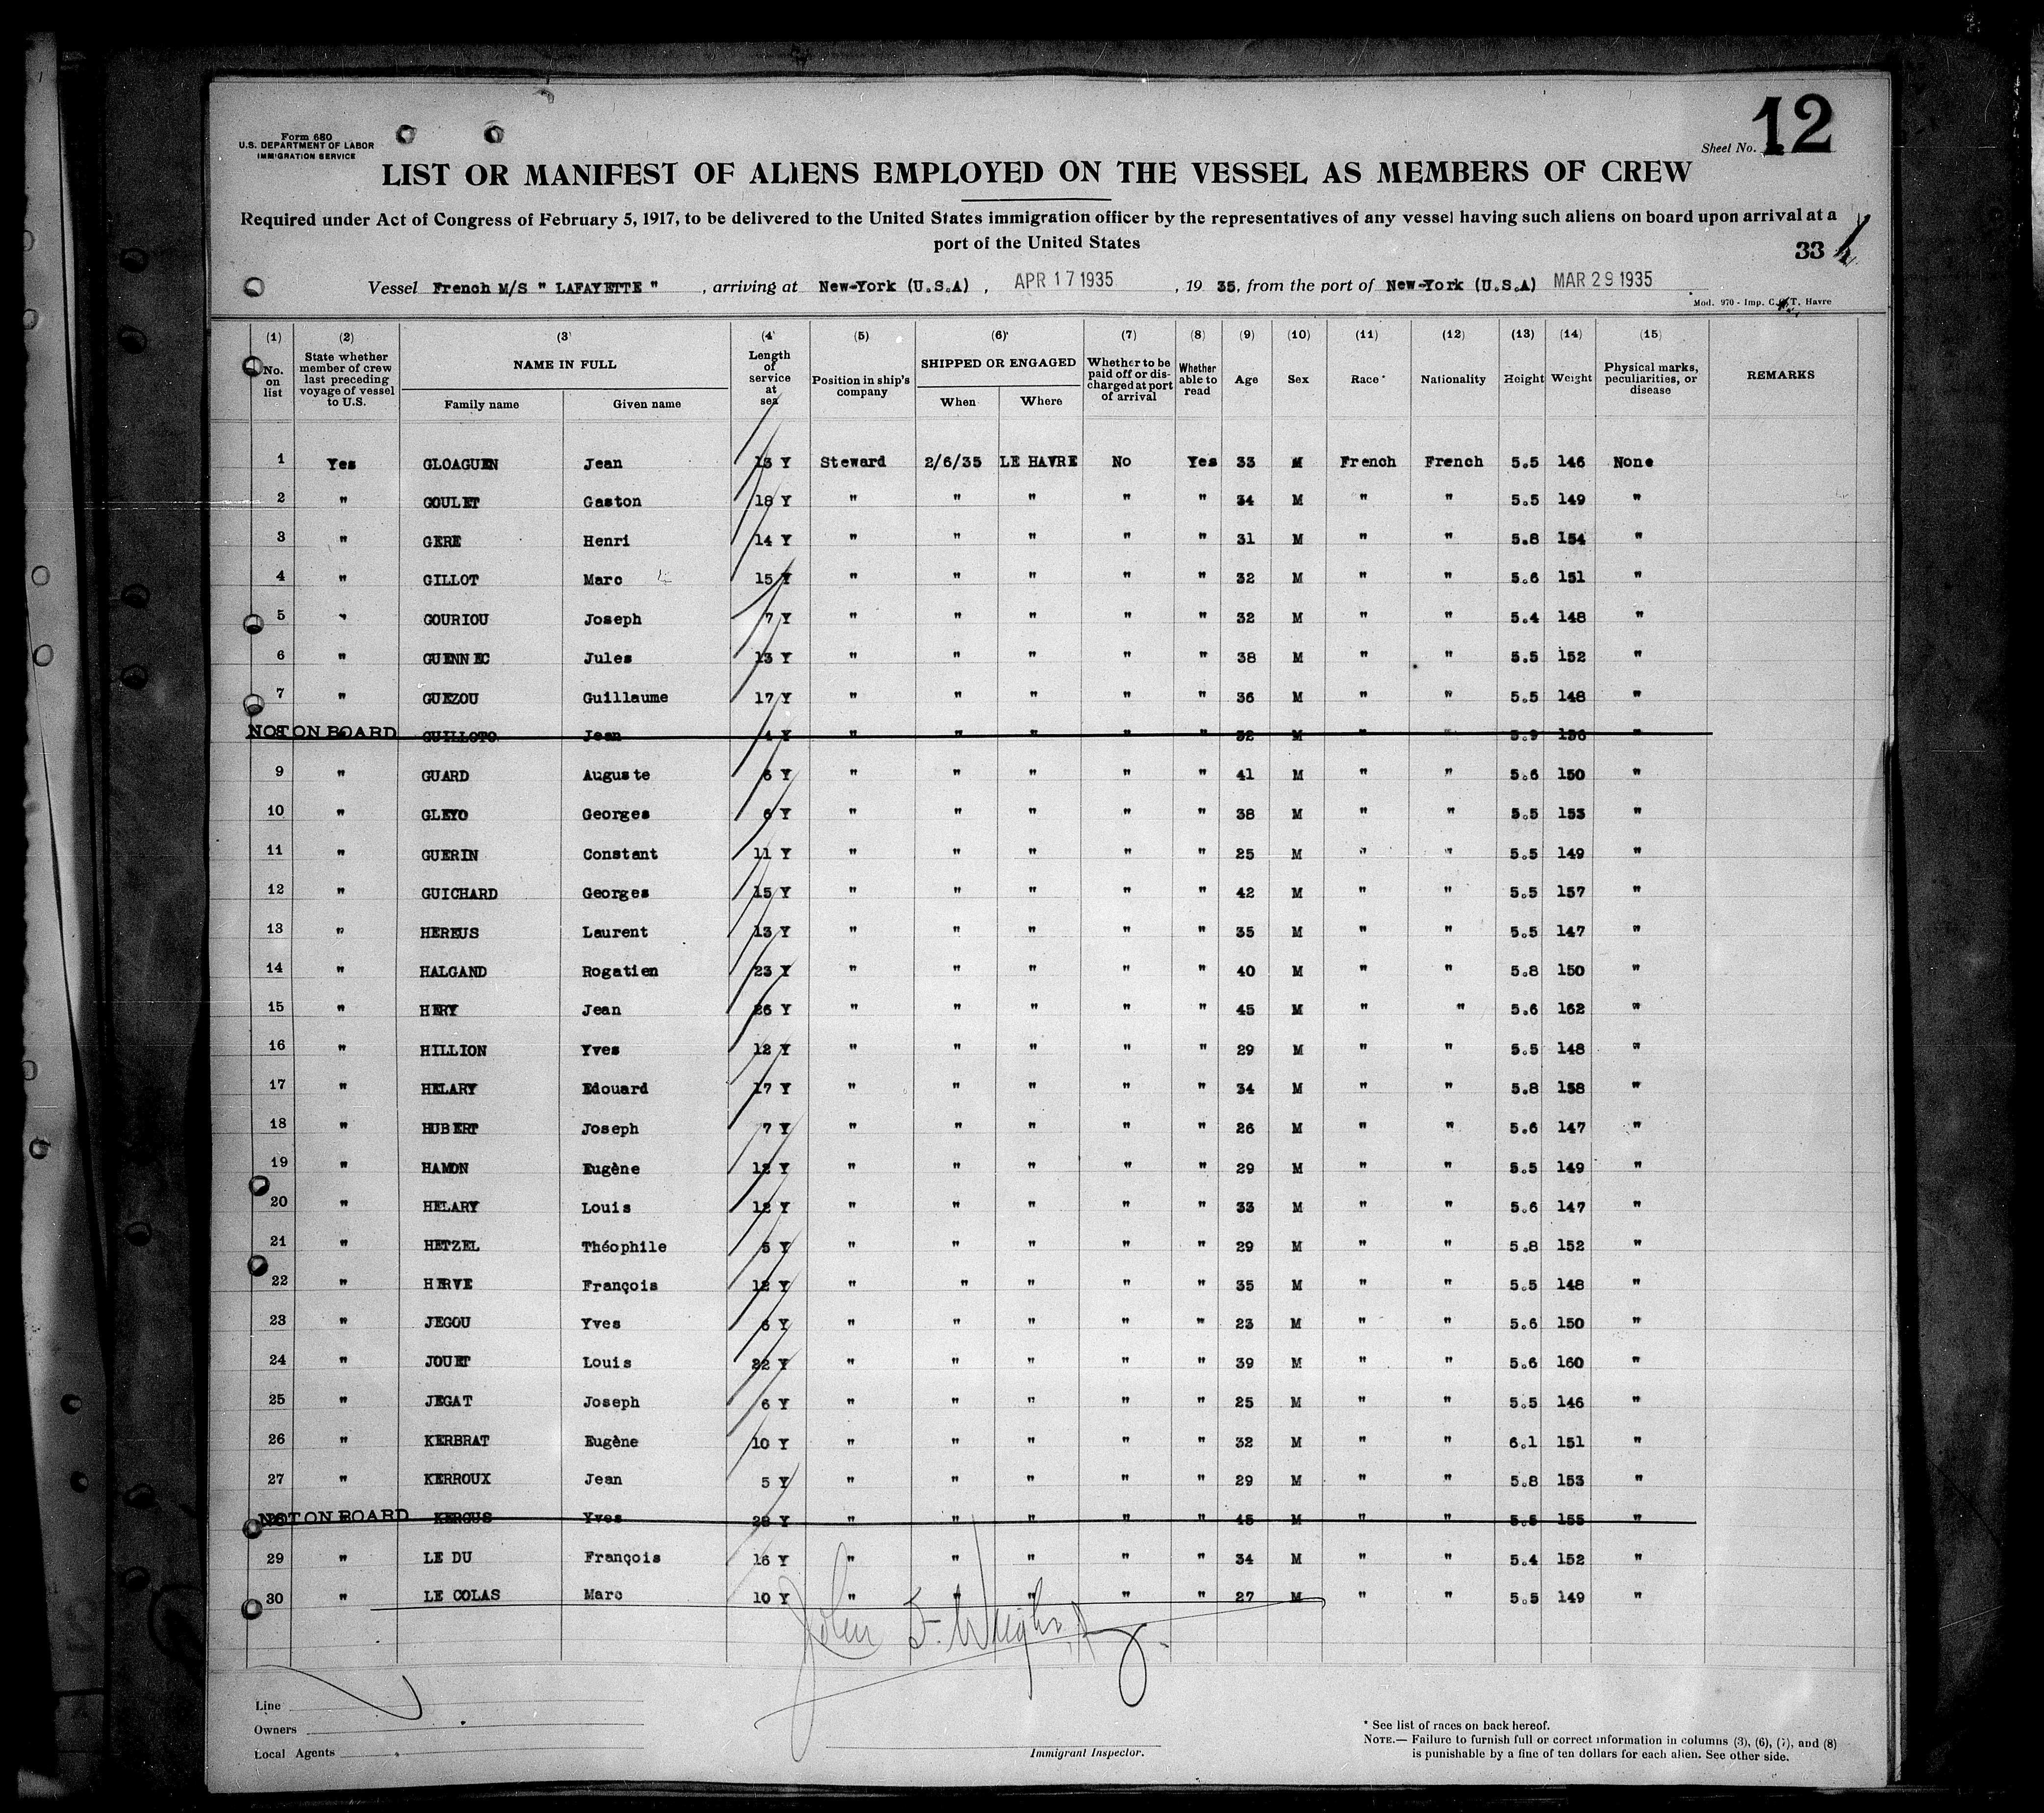 12
Form 680
U.S. DEPARTMENT OF LABOR
IMMIGRATION SERVICE
Sheet No.
LIST OR MANIFEST OF ALIENS EMPLOYED ON THE VESSEL AS MEMBERS OF CREW
Required under Act of Congress of February 5, 1917, to be delivered to the United States immigration officer by the representatives of any vessel having such aliens on board upon arrival at a
port of the United States
33
Vessel French M/S " LAFAYETTE " , arriving at New-York (U.S.A) , APR 17 1935 , 19 35, from the port of New-York (U.S.A) MAR 29 1935
Mod. 970 - Imp. C.G.T. Havre
(1) (2) (3) (4) (5) (6) (7) (8) (9) (10) (11) (12) (13) (14) (15)
No. on list State whether member of crew last preceding voyage of vessel to U.S. NAME IN FULL Family name Given name Length of service at sea Position in ship's company SHIPPED OR ENGAGED When Where Whether to be paid off or discharged at port of arrival Whether able to read Age Sex Race * Nationality Height Weight Physical marks, peculiarities, or disease REMARKS
1 Yes GLOAGUEN Jean 13 Y Steward 2/6/35 LE HAVRE No Yes 33 M French French 5.5 146 None
2 " GOULET Gaston 18 Y " " " " " 34 M " " 5.5 149 "
3 " GERE Henri 14 Y " " " " " 31 M " " 5.8 154 "
4 " GILLOT Marc 15 Y " " " " " 32 M " " 5.6 151 "
5 " GOURIOU Joseph 7 Y " " " " " 32 M " " 5.4 148 "
6 " GUENNEC Jules 13 Y " " " " " 38 M " " 5.5 152 "
7 " GUEZOU Guillaume 17 Y " " " " " 36 M " " 5.5 148 "
8 NOT ON BOARD " GUILLOTO Jean 4 Y " " " " " 32 M " " 5.9 156 "
9 " GUARD Auguste 6 Y " " " " " 41 M " " 5.6 150 "
10 " GLEYO Georges 6 Y " " " " " 38 M " " 5.5 153 "
11 " GUERIN Constant 11 Y " " " " " 25 M " " 5.5 149 "
12 " GUICHARD Georges 15 Y " " " " " 42 M " " 5.5 157 "
13 " HEREUS Laurent 13 Y " " " " " 35 M " " 5.5 147 "
14 " HALGAND Rogatien 23 Y " " " " " 40 M " " 5.8 150 "
15 " HERY Jean 26 Y " " " " " 45 M " " 5.6 162 "
16 " HILLION Yves 12 Y " " " " " 29 M " " 5.5 148 "
17 " HELARY Edouard 17 Y " " " " " 34 M " " 5.8 158 "
18 " HUBERT Joseph 7 Y " " " " " 26 M " " 5.6 147 "
19 " HAMON Eugène 12 Y " " " " " 29 M " " 5.5 149 "
20 " HELARY Louis 12 Y " " " " " 33 M " " 5.6 147 "
21 " HETZEL Théophile 5 Y " " " " " 29 M " " 5.8 152 "
22 " HERVE François 12 Y " " " " " 35 M " " 5.5 148 "
23 " JEGOU Yves 6 Y " " " " " 23 M " " 5.6 150 "
24 " JOUET Louis 22 Y " " " " " 39 M " " 5.6 160 "
25 " JEGAT Joseph 6 Y " " " " " 25 M " " 5.5 146 "
26 " KERBRAT Eugène 10 Y " " " " " 32 M " " 6.1 151 "
27 " KERROUX Jean 5 Y " " " " " 29 M " " 5.8 153 "
28 NOT ON BOARD " KERGUS Yves 28 Y " " " " " 45 M " " 5.5 155 "
29 " LE DU François 16 Y " " " " " 34 M " " 5.4 152 "
30 " LE COLAS Marc 10 Y " " " " " 27 M " " 5.5 149 "
Line
Owners
Local Agents
Immigrant Inspector.
* See list of races on back hereof.
NOTE.— Failure to furnish full or correct information in columns (3), (6), (7), and (8)
is punishable by a fine of ten dollars for each alien. See other side.